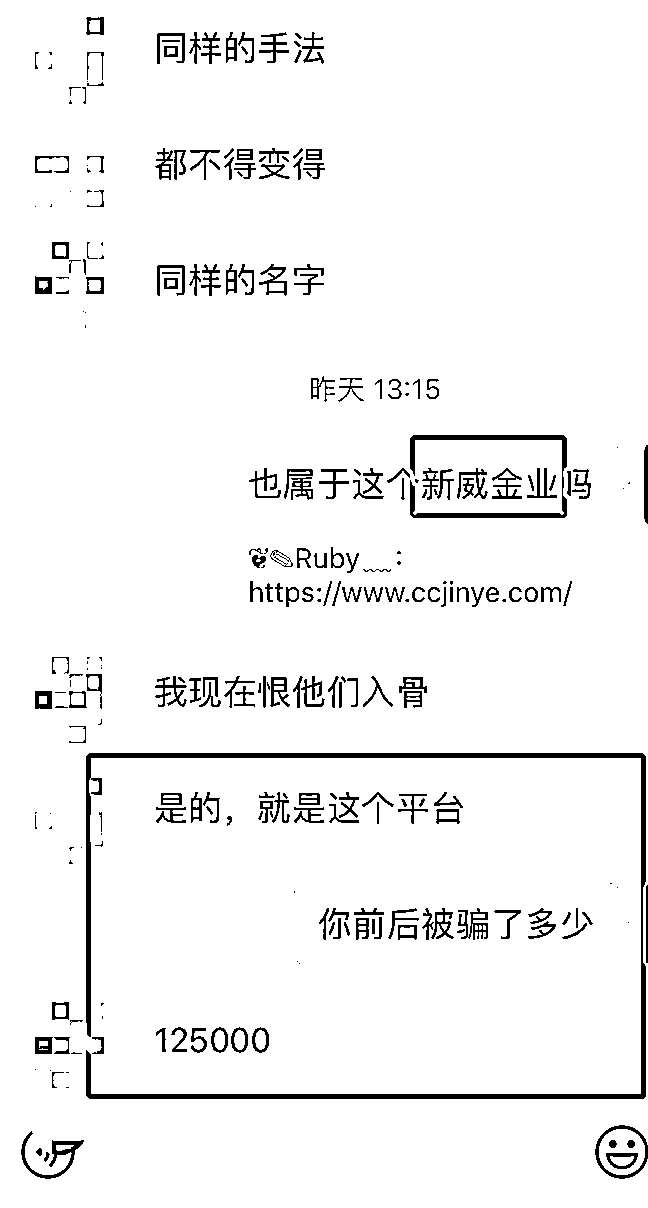 同样的手法
都不得变得
同样的名字
昨天 13:15
也属于这个新威金业吗
❦✎Ruby﹏：
https://www.ccjinye.com/
我现在恨他们入骨
是的，就是这个平台
你前后被骗了多少
125000